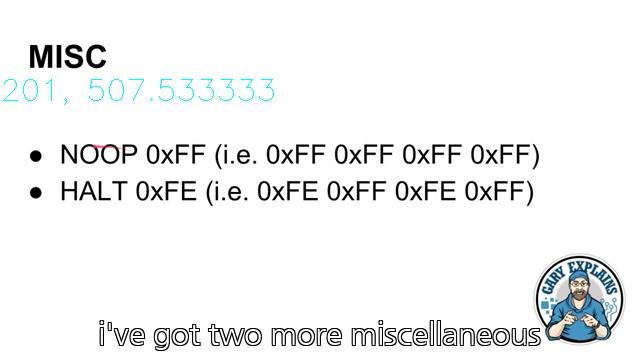 MISC
201, 507.533333
● NOOP 0xFF (i.e. 0xFF 0xFF 0xFF 0xFF)
● HALT 0xFE (i.e. 0xFE 0xFF 0xFE 0xFF)
GARY EXPLAINS
i've got two more miscellaneous